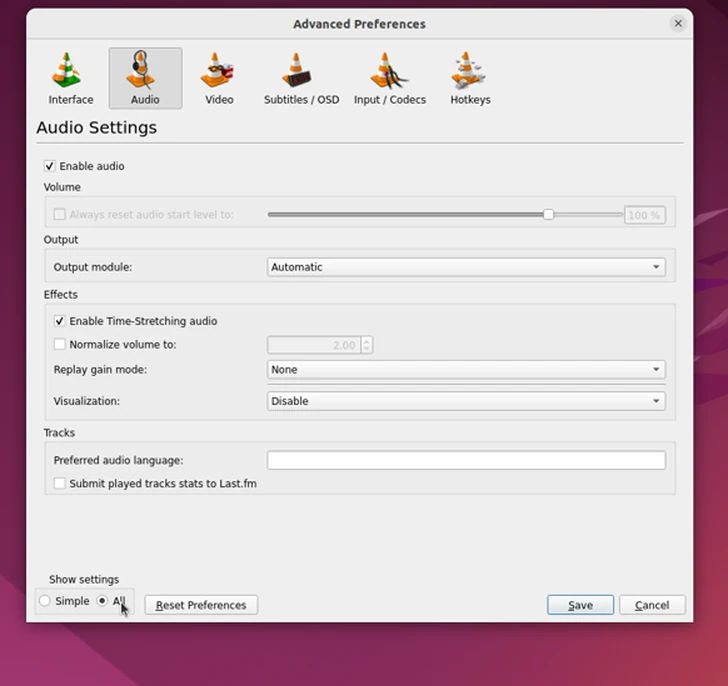 Advanced Preferences
Interface Audio Video Subtitles / OSD Input / Codecs Hotkeys
Audio Settings
Enable audio
Volume
Always reset audio start level to: 100 %
Output
Output module: Automatic
Effects
Enable Time-Stretching audio
Normalize volume to: 2.00
Replay gain mode: None
Visualization: Disable
Tracks
Preferred audio language:
Submit played tracks stats to Last.fm
Show settings
Simple All Reset Preferences Save Cancel